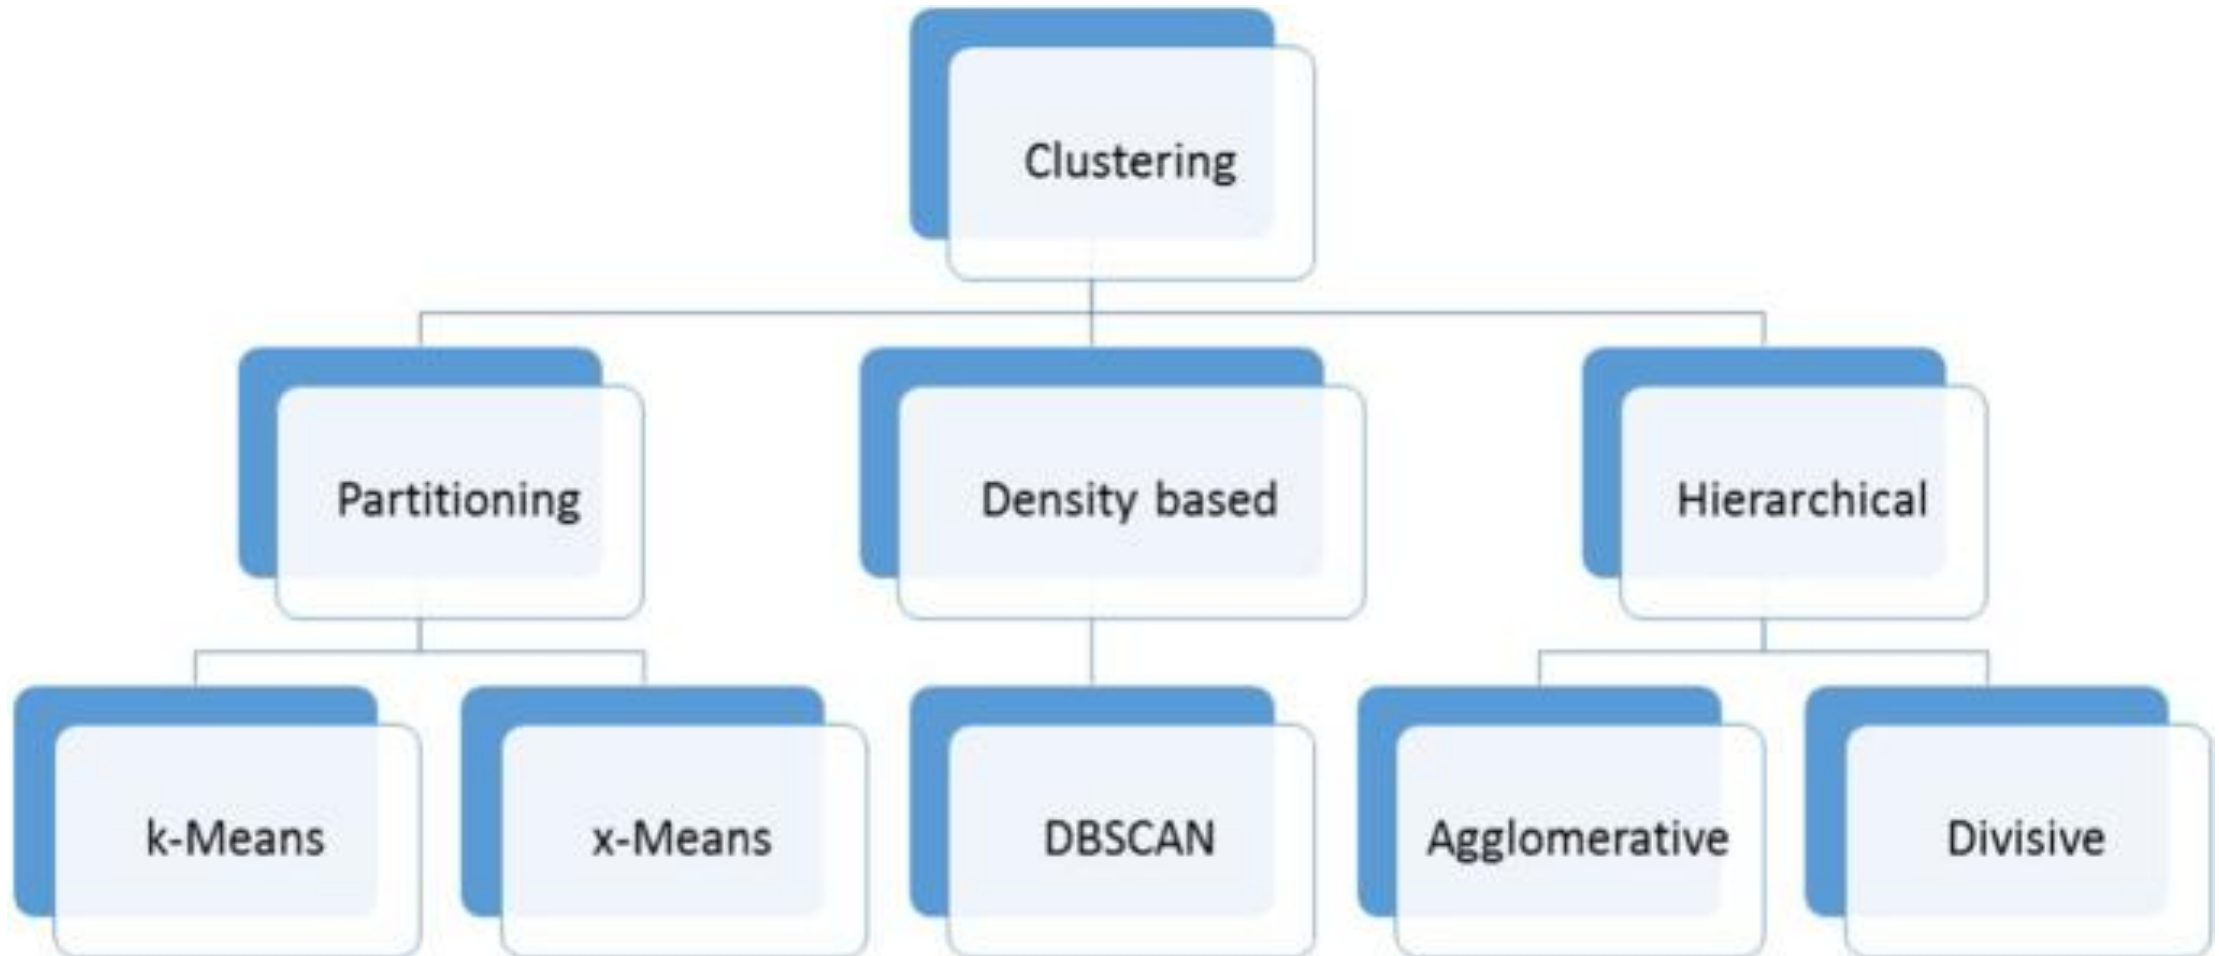 Clustering
Partitioning
Density based
Hierarchical
k-Means
x-Means
DBSCAN
Agglomerative
Divisive